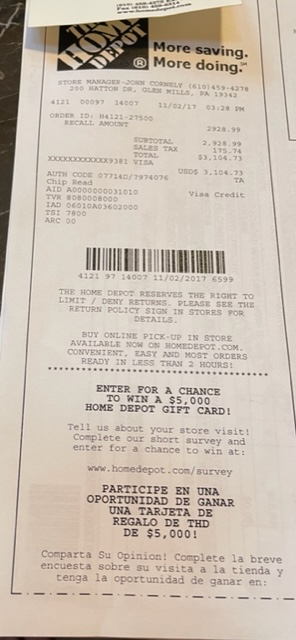 Fax (610) 459-4314
www.homedepot.com
THE
HOME
DEPOT
®
More saving.
More doing.℠
STORE MANAGER-JOHN CORNELY (610)459-4278
200 HATTON DR, GLEN MILLS, PA 19342
4121 00097 14007 11/02/17 03:28 PM
ORDER ID: H4121-27500
RECALL AMOUNT 2928.99
SUBTOTAL 2,928.99
SALES TAX 175.74
TOTAL $3,104.73
XXXXXXXXXXXX9381 VISA
USD$ 3,104.73
AUTH CODE 07714D/7974076 TA
Chip Read
AID A0000000031010 Visa Credit
TVR 8080008000
IAD 06010A03602000
TSI 7800
ARC 00
4121 97 14007 11/02/2017 6599
THE HOME DEPOT RESERVES THE RIGHT TO
LIMIT / DENY RETURNS. PLEASE SEE THE
RETURN POLICY SIGN IN STORES FOR
DETAILS.
BUY ONLINE PICK-UP IN STORE
AVAILABLE NOW ON HOMEDEPOT.COM.
CONVENIENT, EASY AND MOST ORDERS
READY IN LESS THAN 2 HOURS!
ENTER FOR A CHANCE
TO WIN A $5,000
HOME DEPOT GIFT CARD!
Tell us about your store visit!
Complete our short survey and
enter for a chance to win at:
www.homedepot.com/survey
PARTICIPE EN UNA
OPORTUNIDAD DE GANAR
UNA TARJETA DE
REGALO DE THD
DE $5,000!
Comparta Su Opinion! Complete la breve
encuesta sobre su visita a la tienda y
tenga la oportunidad de ganar en: